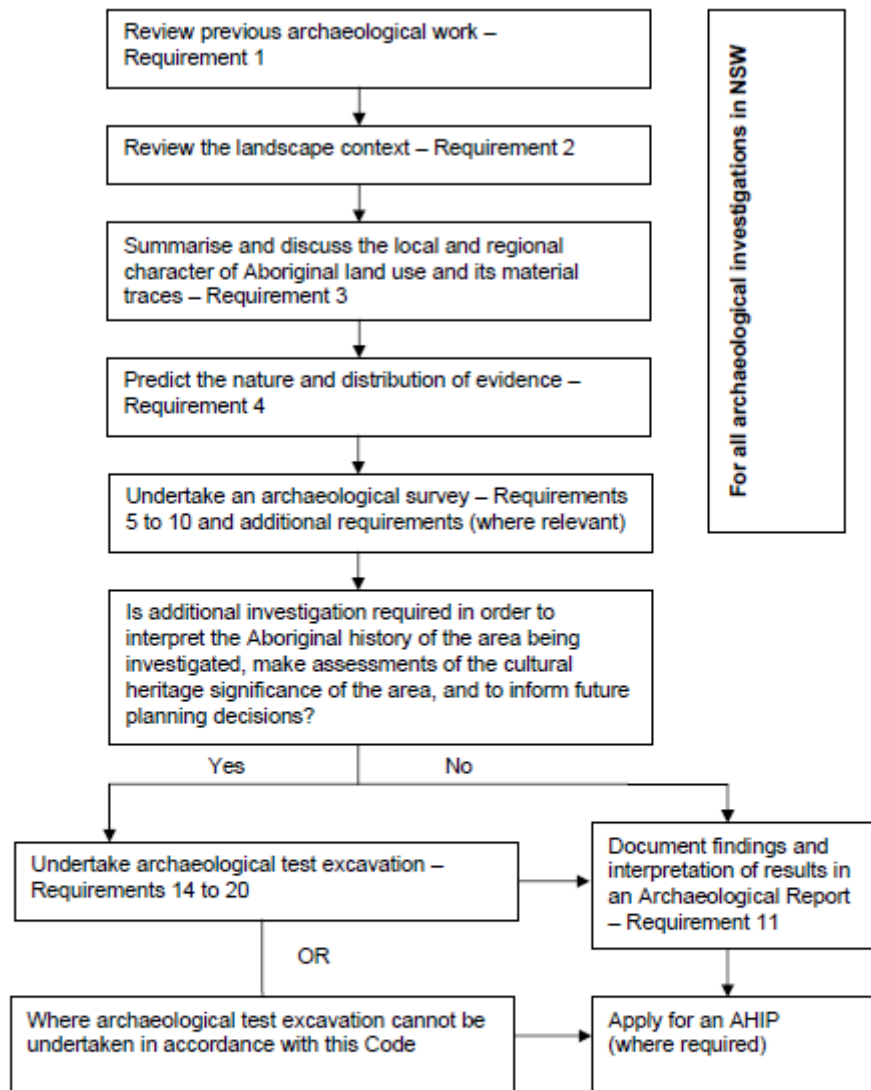 Review previous archaeological work –
Requirement 1
For all archaeological investigations in NSW
Review the landscape context – Requirement 2
Summarise and discuss the local and regional
character of Aboriginal land use and its material
traces – Requirement 3
Predict the nature and distribution of evidence –
Requirement 4
Undertake an archaeological survey – Requirements
5 to 10 and additional requirements (where relevant)
Is additional investigation required in order to
interpret the Aboriginal history of the area being
investigated, make assessments of the cultural
heritage significance of the area, and to inform future
planning decisions?
Yes
No
Undertake archaeological test excavation –
Requirements 14 to 20
Document findings and
interpretation of results in
an Archaeological Report
– Requirement 11
OR
Where archaeological test excavation cannot be
undertaken in accordance with this Code
Apply for an AHIP
(where required)